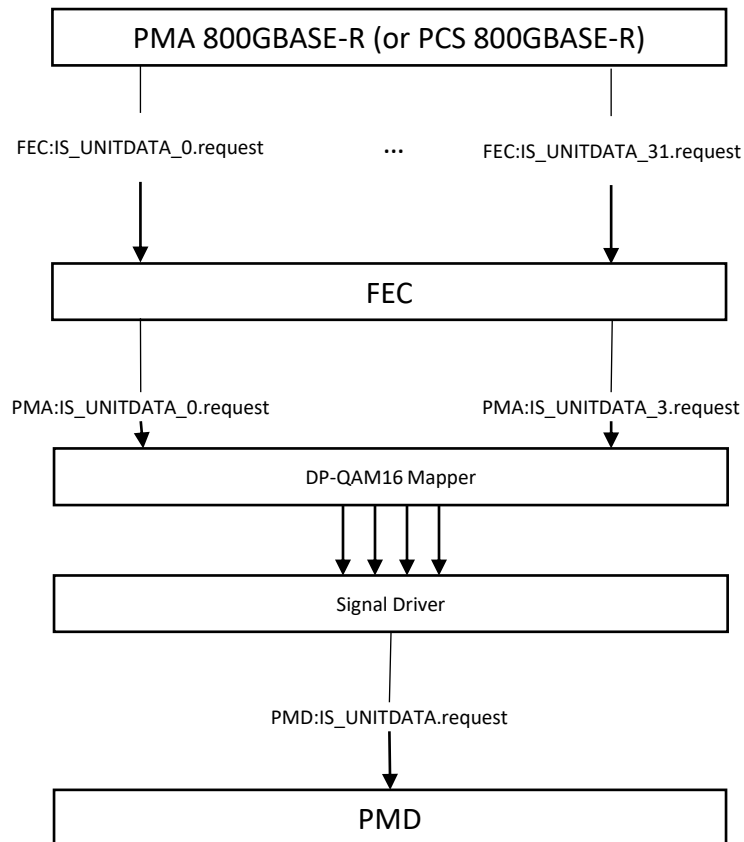 PMA 800GBASE-R (or PCS 800GBASE-R)
FEC:IS_UNITDATA_0.request
...
FEC:IS_UNITDATA_31.request
FEC
PMA:IS_UNITDATA_0.request
PMA:IS_UNITDATA_3.request
DP-QAM16 Mapper
Signal Driver
PMD:IS_UNITDATA.request
PMD